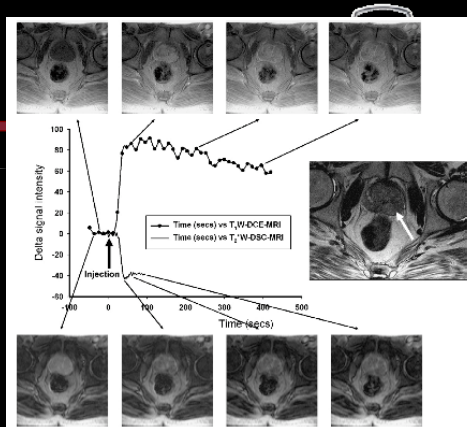 100
80
60
40
20
0
-20
-40
-60
Delta signal intensity
Time (secs) vs T₁W-DCE-MRI
Time (secs) vs T₂*W-DSC-MRI
Injection
-100 0 100 200 300 400 500
Time (secs)